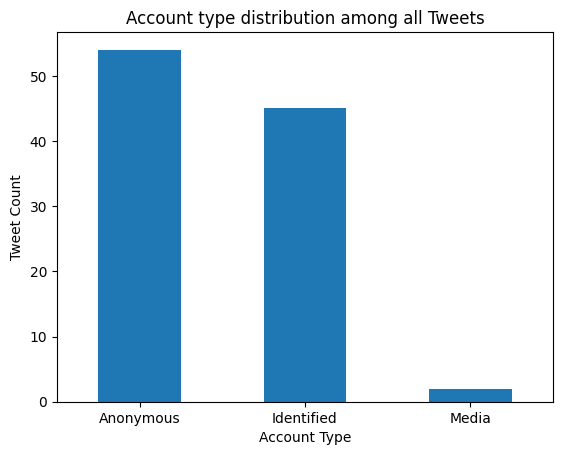 Account type distribution among all Tweets
50
40
30
20
10
0
Tweet Count
Anonymous Identified Media
Account Type